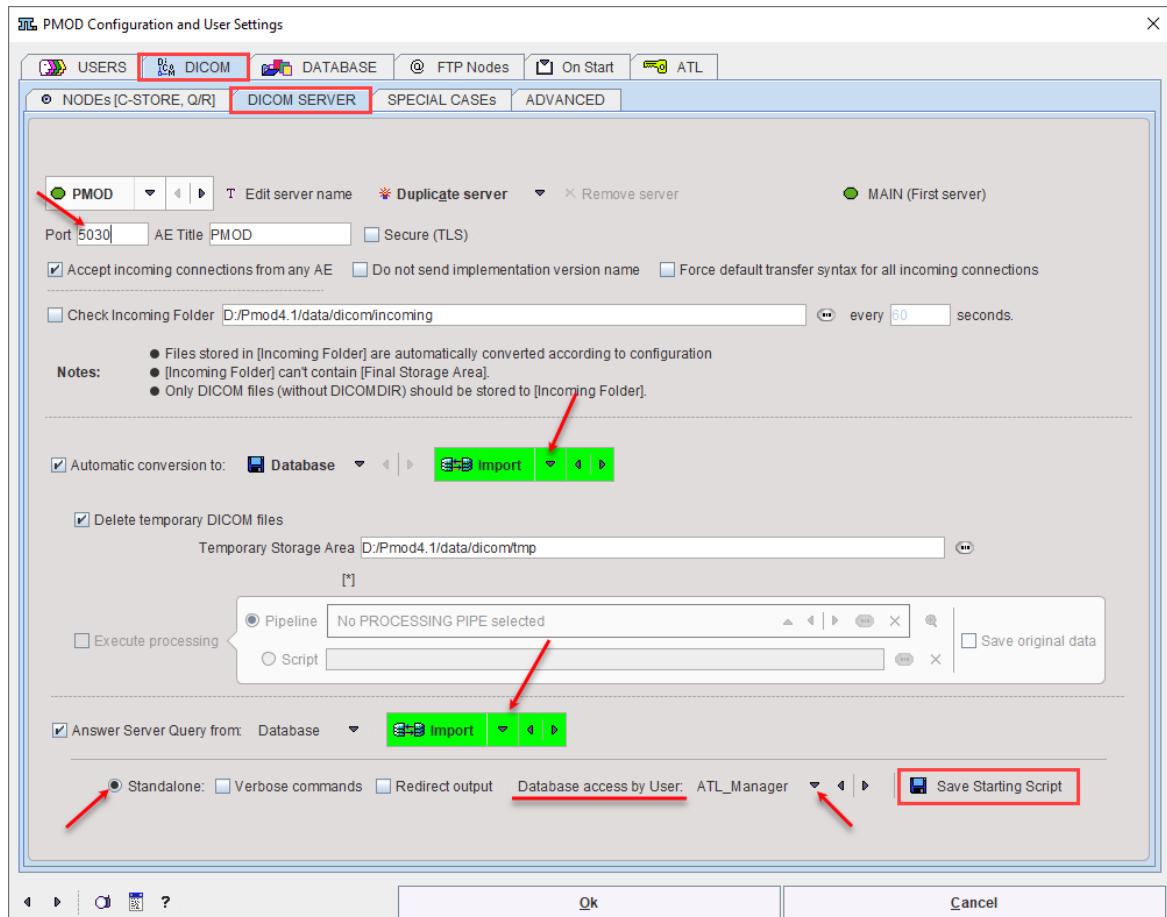 PMOD Configuration and User Settings
USERS DICOM DATABASE @ FTP Nodes On Start ATL
NODEs [C-STORE, Q/R] DICOM SERVER SPECIAL CASEs ADVANCED
PMOD T Edit server name Duplicate server Remove server MAIN (First server)
Port 5030 AE Title PMOD Secure (TLS)
Accept incoming connections from any AE Do not send implementation version name Force default transfer syntax for all incoming connections
Check Incoming Folder D:/Pmod4.1/data/dicom/incoming every 60 seconds.
● Files stored in [Incoming Folder] are automatically converted according to configuration
Notes: ● [Incoming Folder] can't contain [Final Storage Area].
● Only DICOM files (without DICOMDIR) should be stored to [Incoming Folder].
Automatic conversion to: Database Import
Delete temporary DICOM files
Temporary Storage Area D:/Pmod4.1/data/dicom/tmp
[*]
Pipeline No PROCESSING PIPE selected
Execute processing Save original data
Script
Answer Server Query from: Database Import
Standalone: Verbose commands Redirect output Database access by User: ATL_Manager Save Starting Script
? Ok Cancel